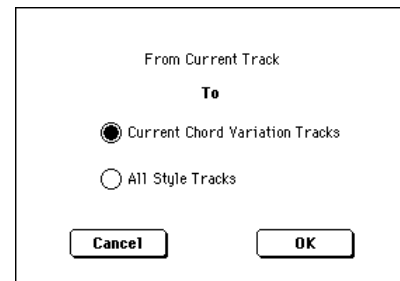 From Current Track
To
Current Chord Variation Tracks
All Style Tracks
Cancel OK